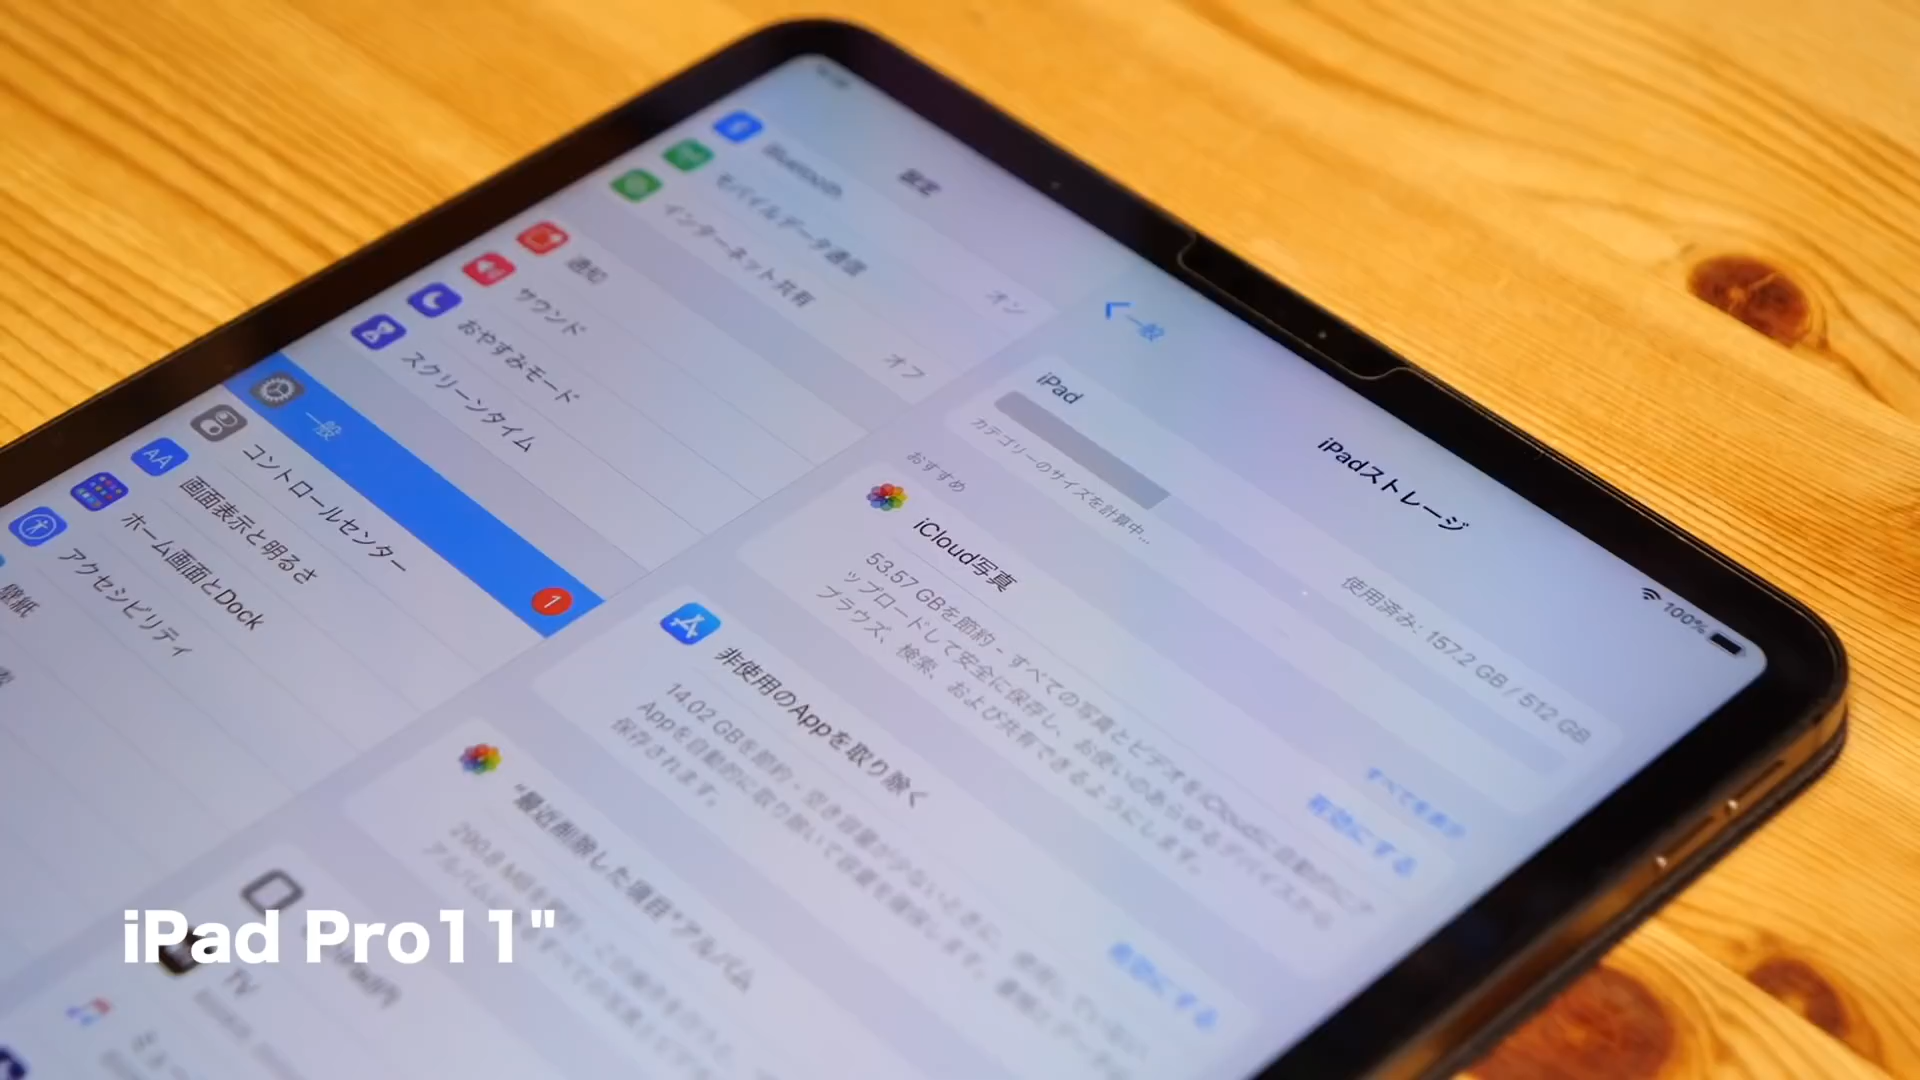 設定
Bluetooth
オン
モバイルデータ通信
インターネット共有
オフ
通知
サウンド
おやすみモード
スクリーンタイム
一般
1
コントロールセンター
AA
画面表示と明るさ
ホーム画面とDock
アクセシビリティ
壁紙
100%
一般
iPadストレージ
iPad
使用済み: 157.2 GB / 512 GB
カテゴリーのサイズを計算中...
おすすめ
すべてを表示
iCloud写真
有効にする
53.57 GBを節約 - すべての写真とビデオをiCloudに自動的にア
ップロードして安全に保存し、お使いのあらゆるデバイスから
ブラウズ、検索、および共有できるようにします。
非使用のAppを取り除く
有効にする
14.02 GBを節約 - 空き容量が少ないときに、使用していない
Appを自動的に取り除いて容量を確保します。書類とデータは
保存されます。
"最近削除した項目"アルバム
290.8 MBを節約
TV
iPad Pro11"